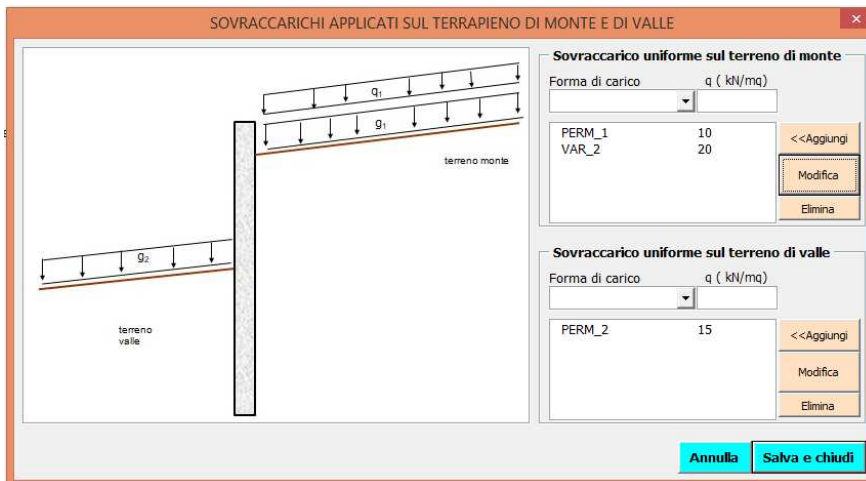 SOVRACCARICHI APPLICATI SUL TERRAPIENO DI MONTE E DI VALLE
x
q1
g1
terreno monte
g2
terreno
valle
Sovraccarico uniforme sul terreno di monte
Forma di carico q ( kN/mq)
PERM_1 10
VAR_2 20
<<Aggiungi
Modifica
Elimina
Sovraccarico uniforme sul terreno di valle
Forma di carico q ( kN/mq)
PERM_2 15
<<Aggiungi
Modifica
Elimina
Annulla Salva e chiudi